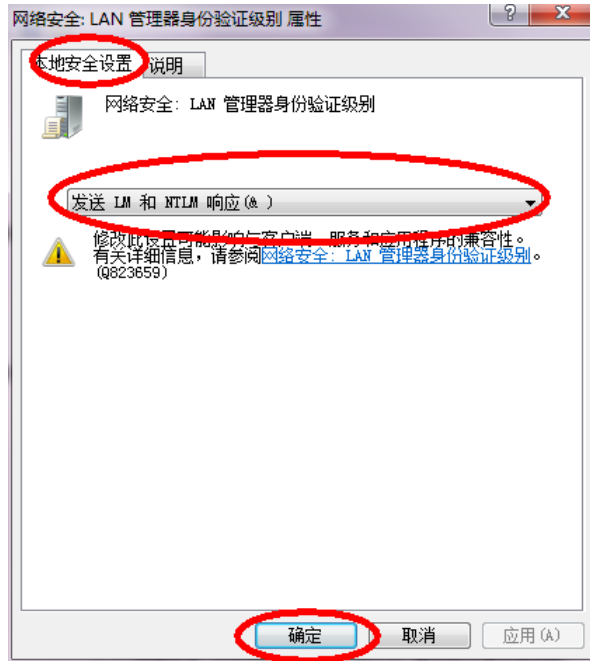 网络安全: LAN 管理器身份验证级别 属性
? X
本地安全设置 说明
网络安全: LAN 管理器身份验证级别
发送 LM 和 NTLM 响应(& )
修改此设置可能影响与客户端、服务和应用程序的兼容性。
有关详细信息，请参阅网络安全: LAN 管理器身份验证级别。
(Q823659)
确定 取消 应用(A)